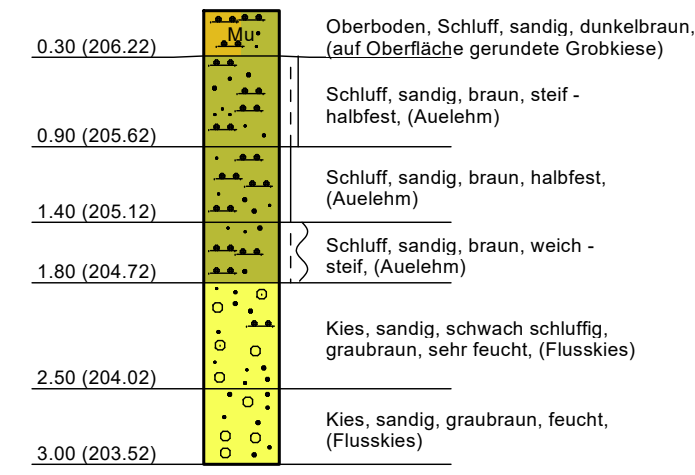 Oberboden, Schluff, sandig, dunkelbraun,
(auf Oberfläche gerundete Grobkiese)
Mu
0.30 (206.22)
Schluff, sandig, braun, steif -
halbfest, (Auelehm)
0.90 (205.62)
Schluff, sandig, braun, halbfest,
(Auelehm)
1.40 (205.12)
Schluff, sandig, braun, weich -
steif, (Auelehm)
1.80 (204.72)
Kies, sandig, schwach schluffig,
graubraun, sehr feucht, (Flusskies)
2.50 (204.02)
Kies, sandig, graubraun, feucht,
(Flusskies)
3.00 (203.52)